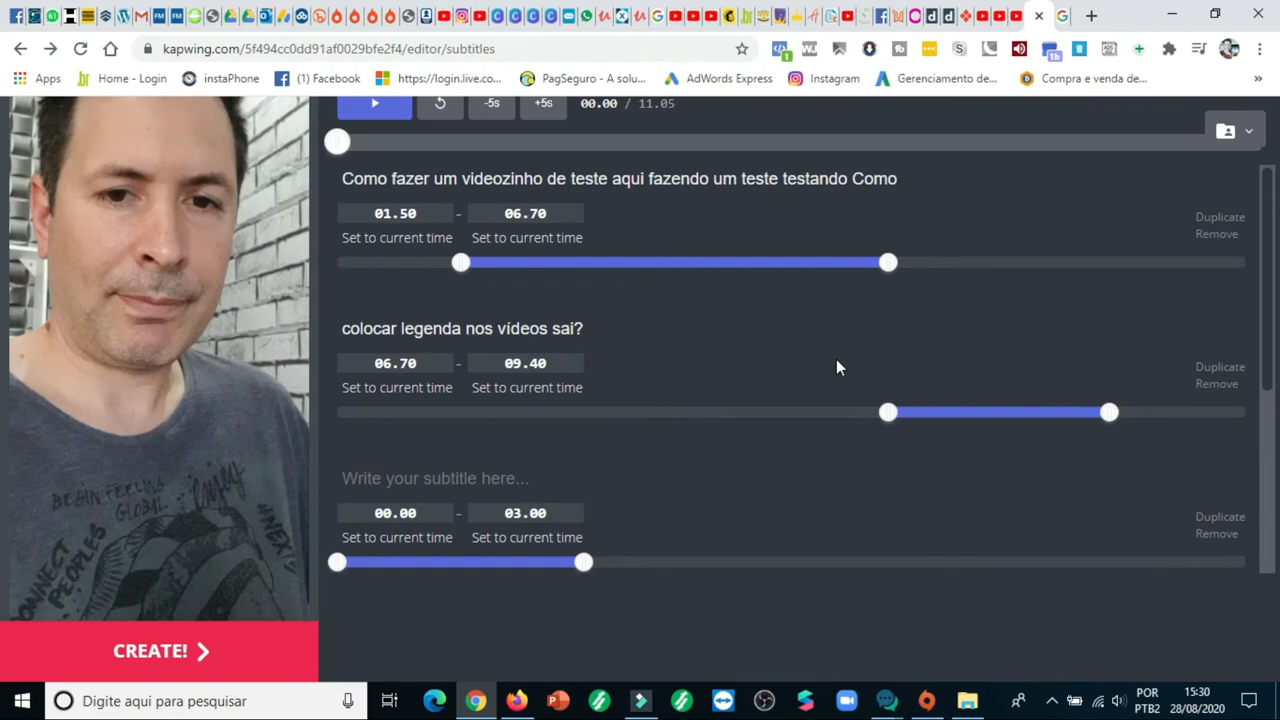 kapwing.com/5f494cc0dd91af0029bfe2f4/editor/subtitles
Apps Home - Login instaPhone (1) Facebook https://login.live.co... PagSeguro - A solu... AdWords Express Instagram Gerenciamento de... Compra e venda de... »
-5s +5s 00.00 / 11.05
Como fazer um videozinho de teste aqui fazendo um teste testando Como
01.50 - 06.70
Duplicate
Set to current time Set to current time Remove
colocar legenda nos vídeos sai?
06.70 - 09.40
Duplicate
Set to current time Set to current time Remove
Write your subtitle here...
00.00 - 03.00
Duplicate
Set to current time Set to current time Remove
BEGIN FEELING
GLOBAL
enjoy
#NEXT
CONNECT
PEOPLES
CREATE!
Digite aqui para pesquisar
POR
PTB2
15:30
28/08/2020